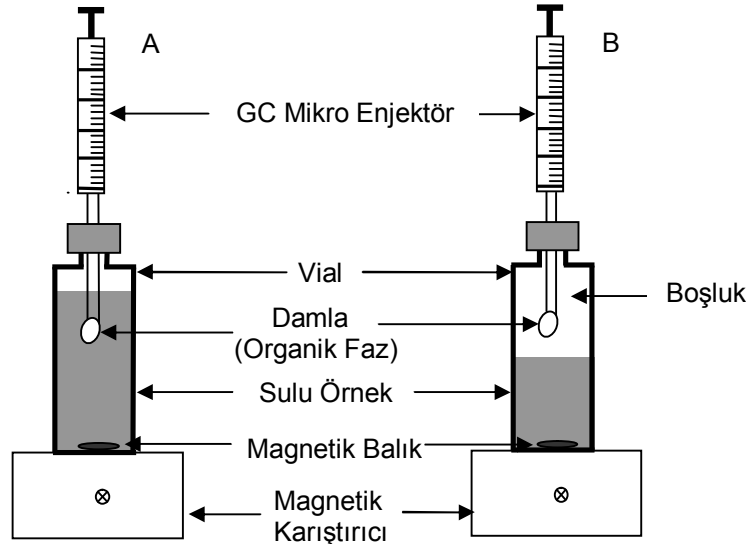 A
B
GC Mikro Enjektör
Vial
Boşluk
Damla
(Organik Faz)
Sulu Örnek
Magnetik Balık
Magnetik
Karıştırıcı